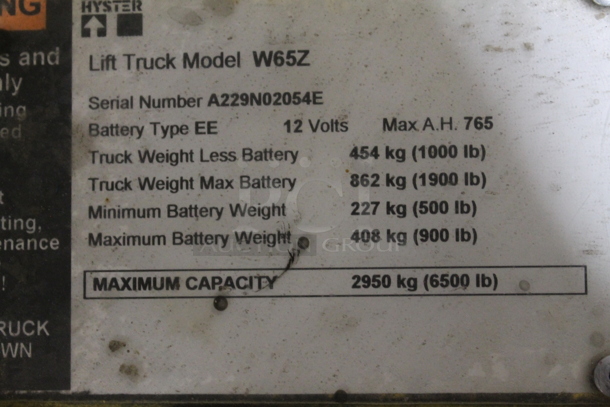 NG
s and
ly
ing
ed
t
ting,
enance
!
RUCK
WN
HYSTER
Lift Truck Model W65Z
Serial Number A229N02054E
Battery Type EE 12 Volts Max A.H. 765
Truck Weight Less Battery 454 kg (1000 lb)
Truck Weight Max Battery 862 kg (1900 lb)
Minimum Battery Weight 227 kg (500 lb)
Maximum Battery Weight 408 kg (900 lb)
GROUP
MAXIMUM CAPACITY 2950 kg (6500 lb)